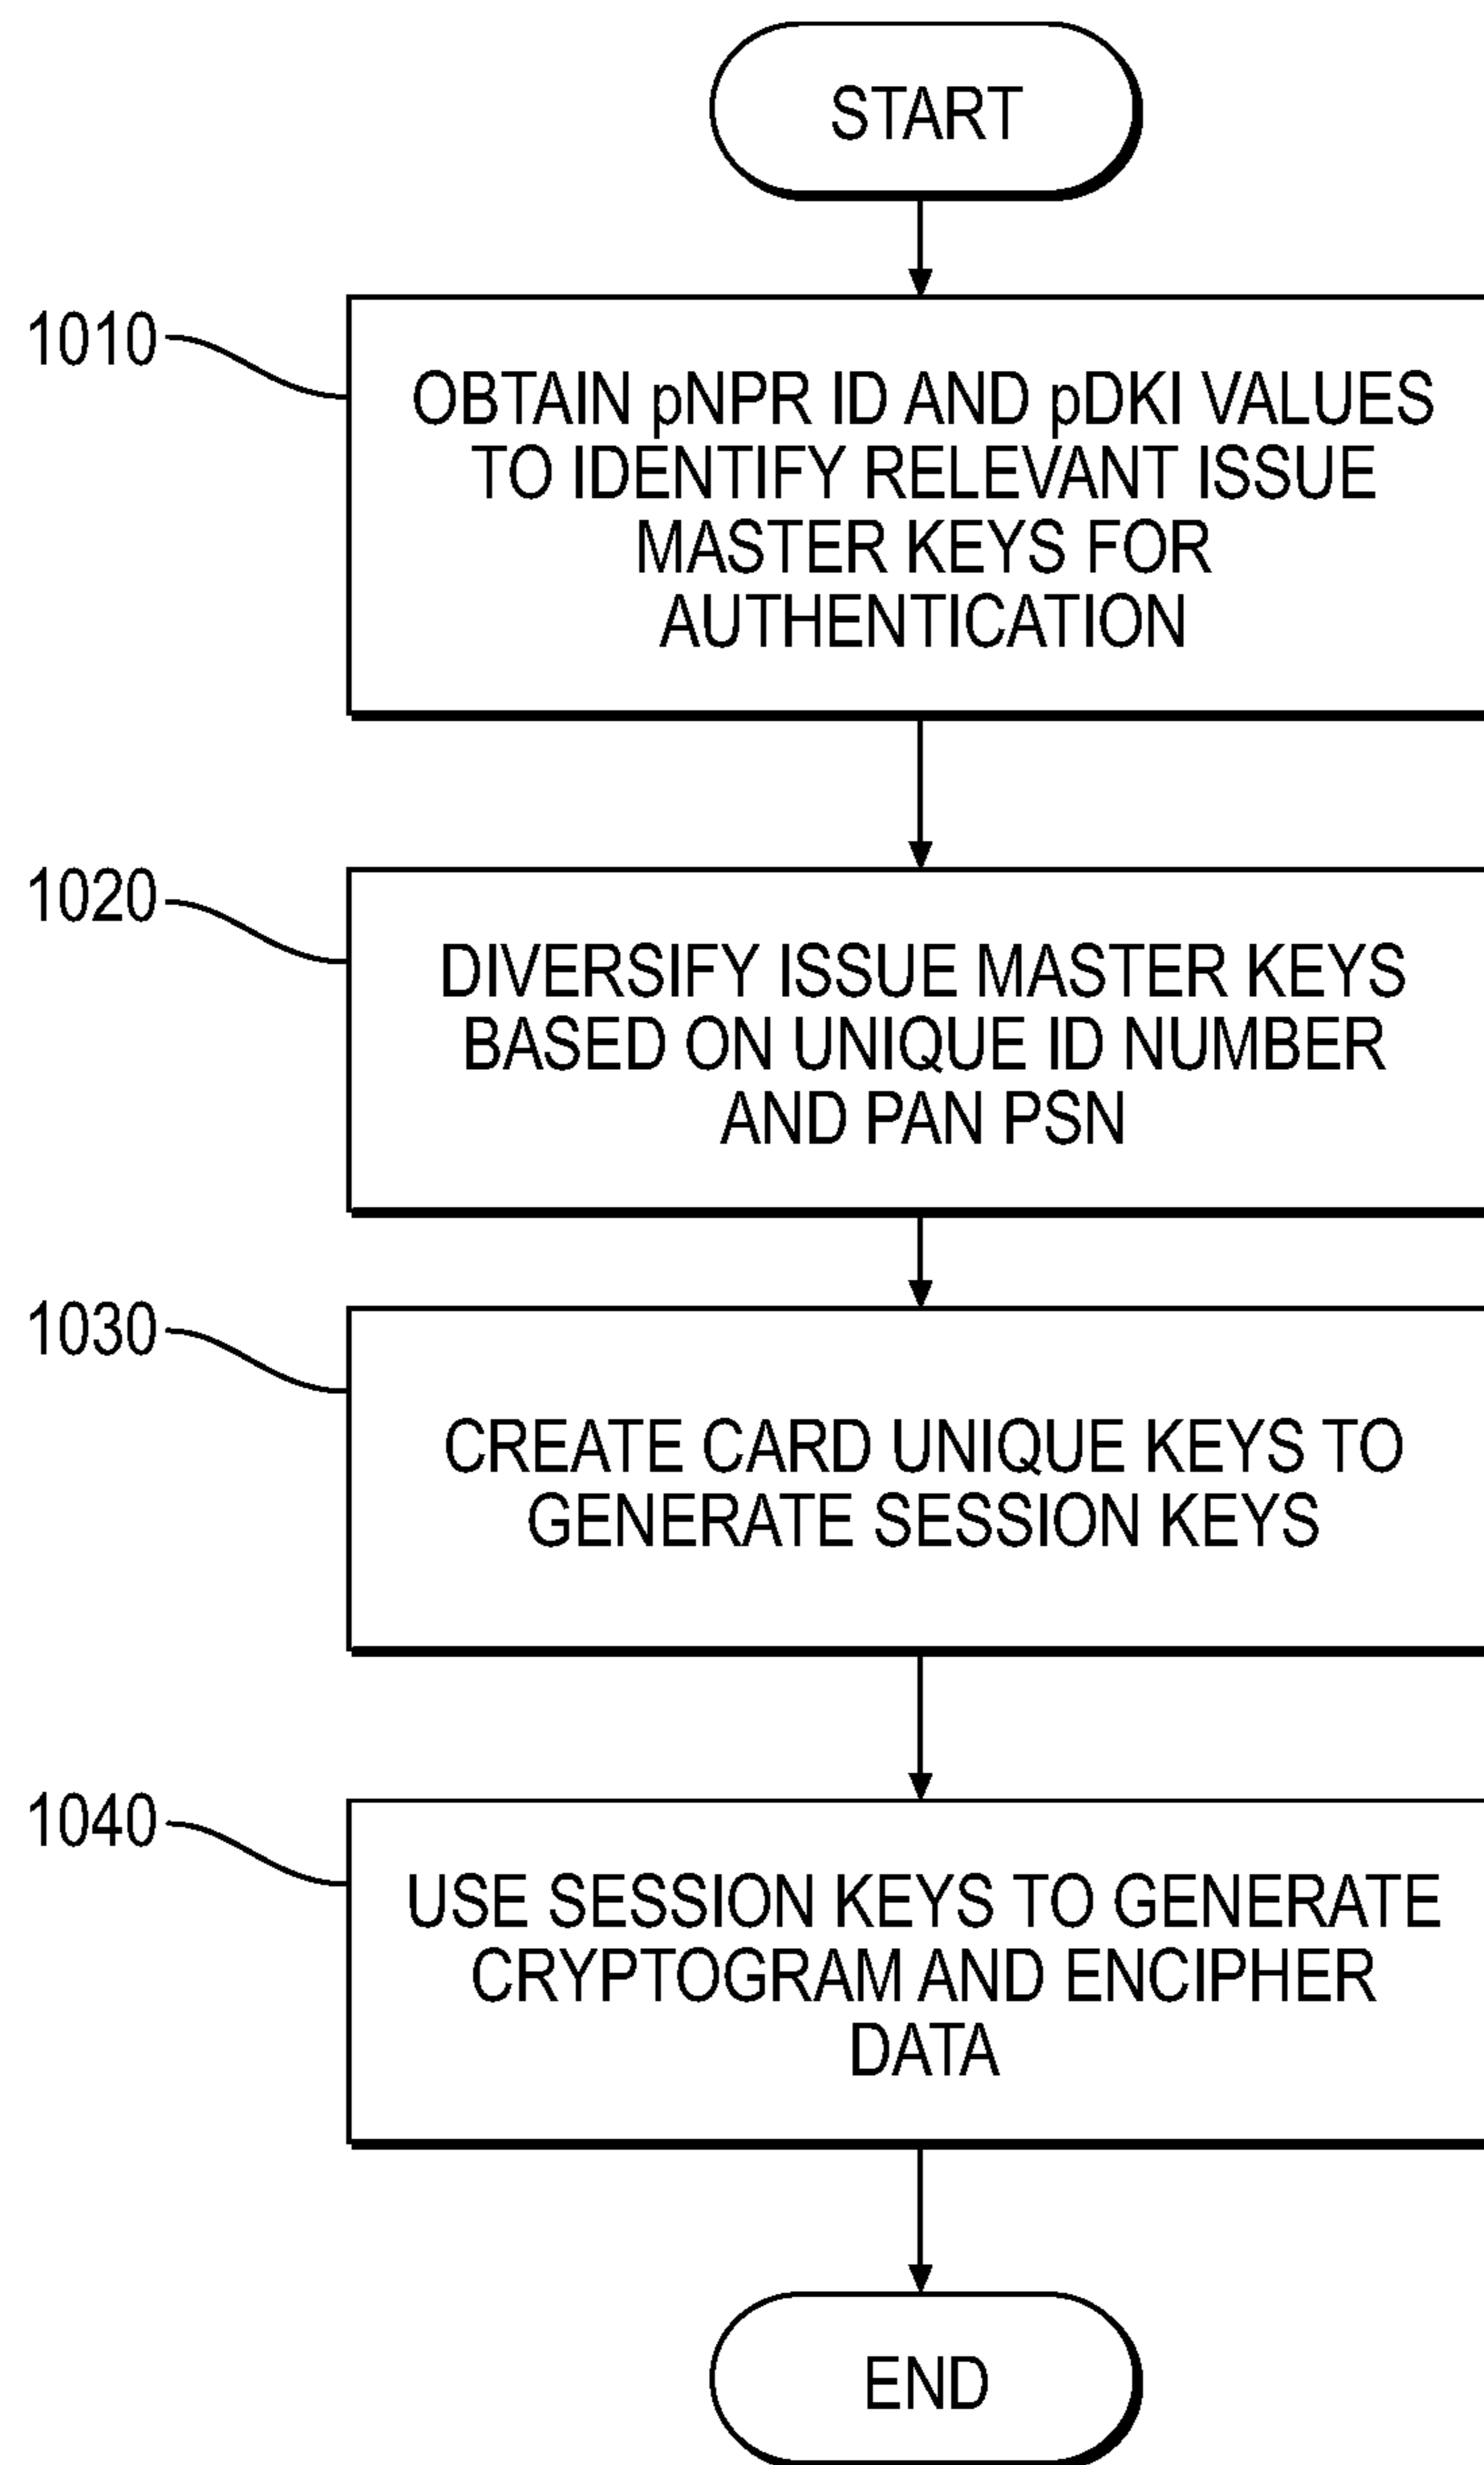 START
1010
OBTAIN pNPR ID AND pDKI VALUES
TO IDENTIFY RELEVANT ISSUE
MASTER KEYS FOR
AUTHENTICATION
1020
DIVERSIFY ISSUE MASTER KEYS
BASED ON UNIQUE ID NUMBER
AND PAN PSN
1030
CREATE CARD UNIQUE KEYS TO
GENERATE SESSION KEYS
1040
USE SESSION KEYS TO GENERATE
CRYPTOGRAM AND ENCIPHER
DATA
END